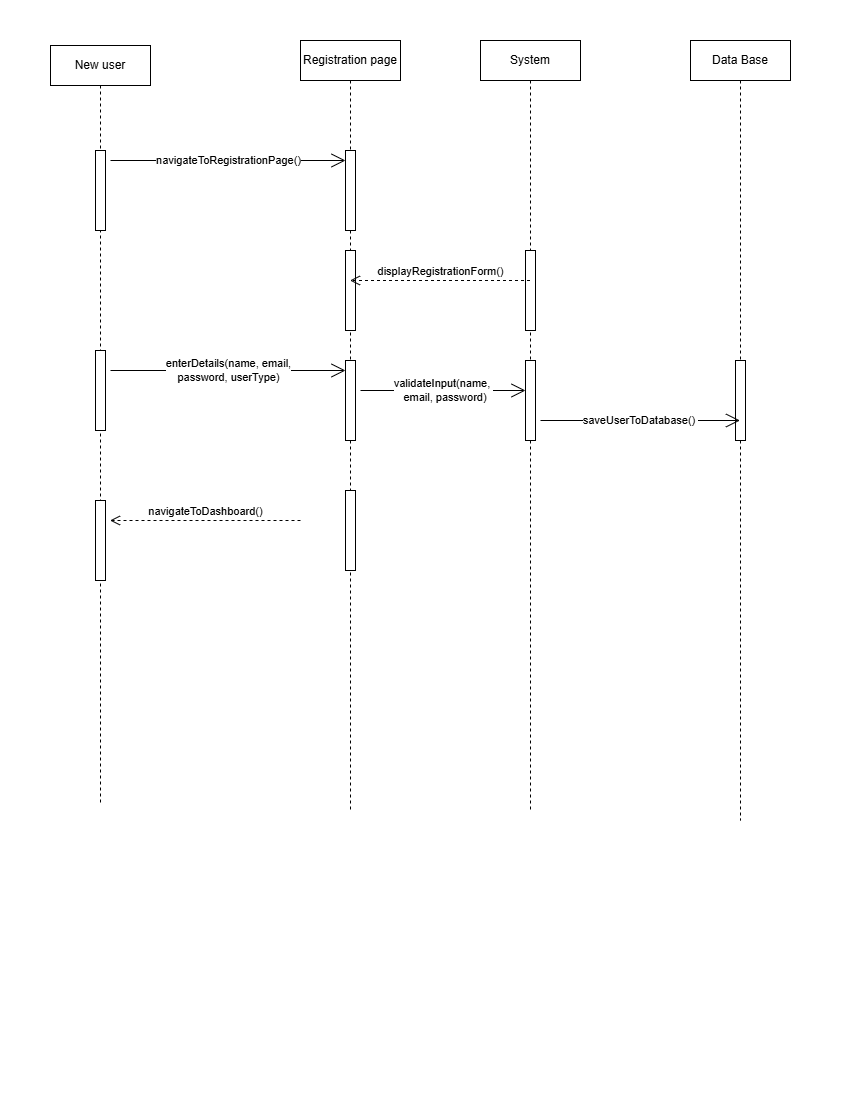 New user
Registration page
System
Data Base
navigateToRegistrationPage()
displayRegistrationForm()
enterDetails(name, email,
password, userType)
validateInput(name,
email, password)
saveUserToDatabase()
navigateToDashboard()